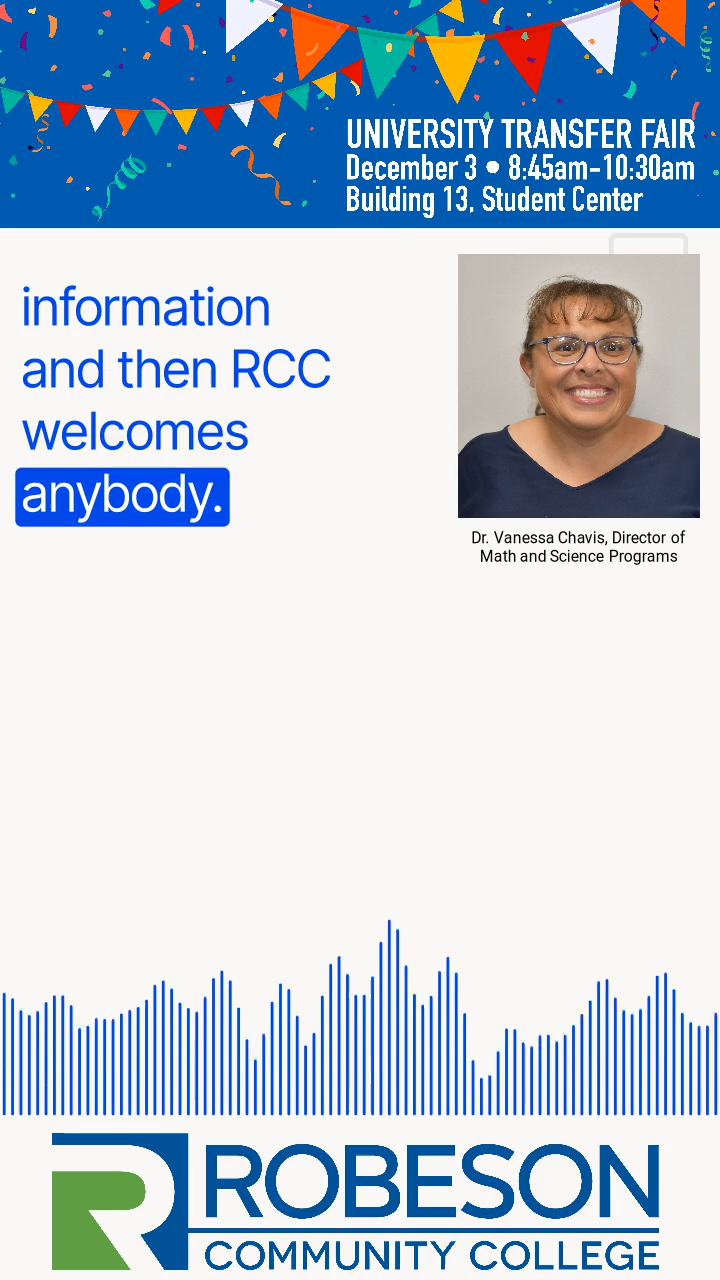 UNIVERSITY TRANSFER FAIR
December 3 • 8:45am-10:30am
Building 13, Student Center
information
and then RCC
welcomes
anybody.
Dr. Vanessa Chavis, Director of
Math and Science Programs
ROBESON
COMMUNITY COLLEGE